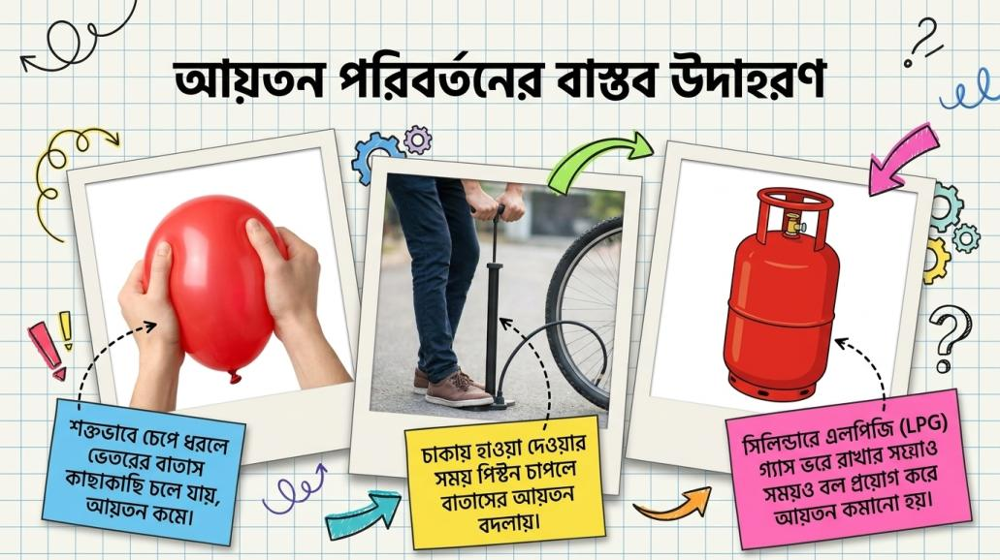 আয়তন পরিবর্তনের বাস্তব উদাহরণ
শক্তভাবে চেপে ধরলে
ভেতরের বাতাস
কাছাকাছি চলে যায়,
আয়তন কমে।
চাকায় হাওয়া দেওয়ার
সময় পিস্টন চাপলে
বাতাসের আয়তন
বদলায়।
সিলিন্ডারে এলপিজি (LPG)
গ্যাস ভরে রাখার
সময়ও বল প্রয়োগ করে
আয়তন কমানো হয়।